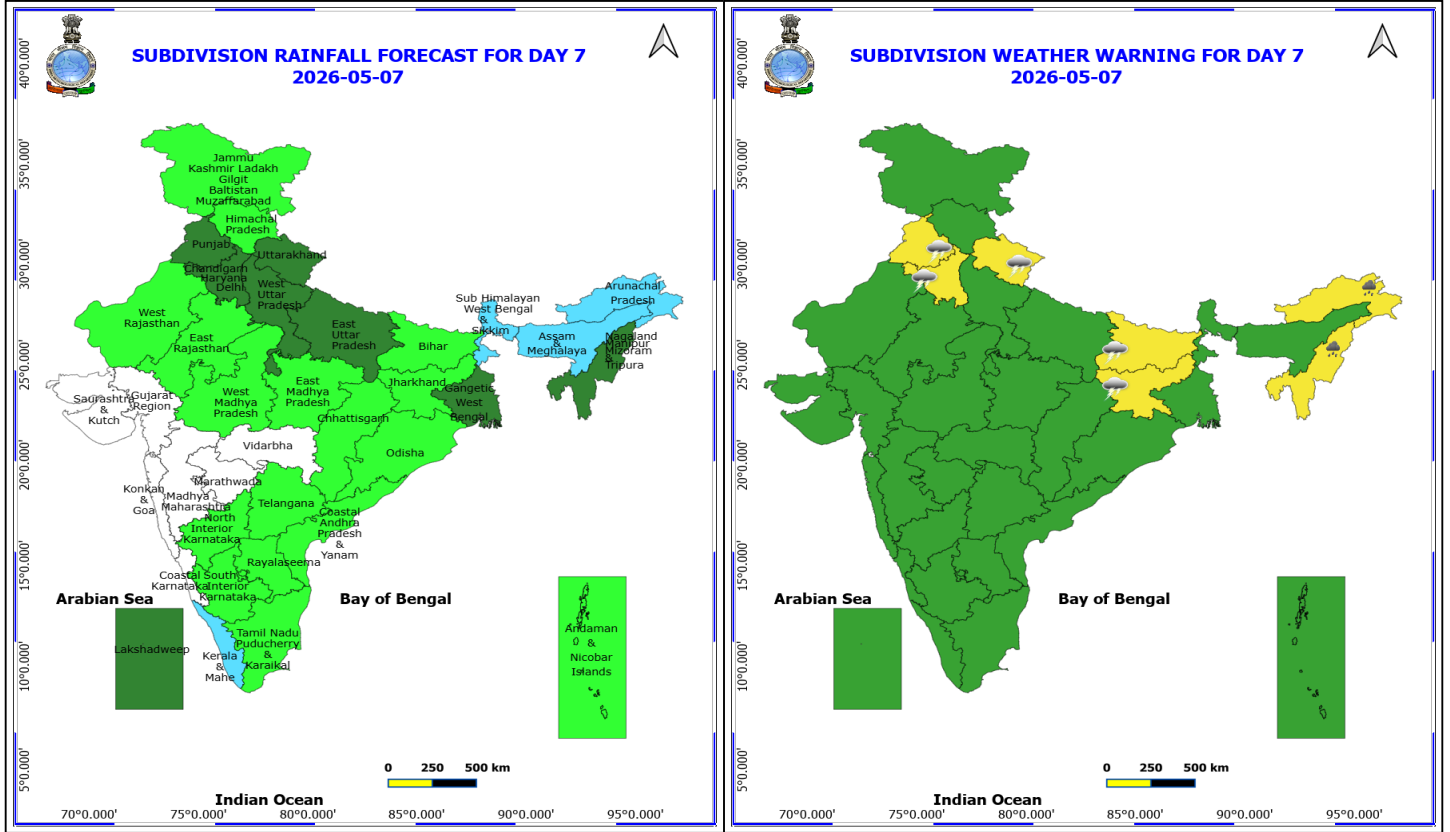 SUBDIVISION RAINFALL FORECAST FOR DAY 7
2026-05-07
40°0.000'
35°0.000'
30°0.000'
25°0.000'
20°0.000'
15°0.000'
10°0.000'
5°0.000'
Jammu
Kashmir Ladakh
Gilgit
Baltistan
Muzaffarabad
Himachal
Pradesh
Punjab
Uttarakhand
Chandigarh
Haryana
Delhi
West
Uttar
Pradesh
West
Rajasthan
East
Rajasthan
East
Uttar
Pradesh
Bihar
Sub Himalayan
West Bengal
&
Sikkim
Arunachal
Pradesh
Assam
&
Meghalaya
Nagaland
Manipur
Mizoram
&
Tripura
Saurashtra
&
Kutch
Gujarat
Region
West
Madhya
Pradesh
East
Madhya
Pradesh
Jharkhand
Gangetic
West
Bengal
Chhattisgarh
Odisha
Vidarbha
Marathwada
Konkan
&
Goa
Madhya
Maharashtra
Telangana
North
Interior
Karnataka
Coastal
Andhra
Pradesh
&
Yanam
Rayalaseema
Coastal
Karnataka
South
Interior
Karnataka
Tamil Nadu
Puducherry
&
Karaikal
Kerala
&
Mahe
Lakshadweep
Andaman
&
Nicobar
Islands
Arabian Sea
Bay of Bengal
Indian Ocean
0 250 500 km
70°0.000' 75°0.000' 80°0.000' 85°0.000' 90°0.000' 95°0.000'
SUBDIVISION WEATHER WARNING FOR DAY 7
2026-05-07
40°0.000'
35°0.000'
30°0.000'
25°0.000'
20°0.000'
15°0.000'
10°0.000'
5°0.000'
Arabian Sea
Bay of Bengal
Indian Ocean
0 250 500 km
70°0.000' 75°0.000' 80°0.000' 85°0.000' 90°0.000' 95°0.000'